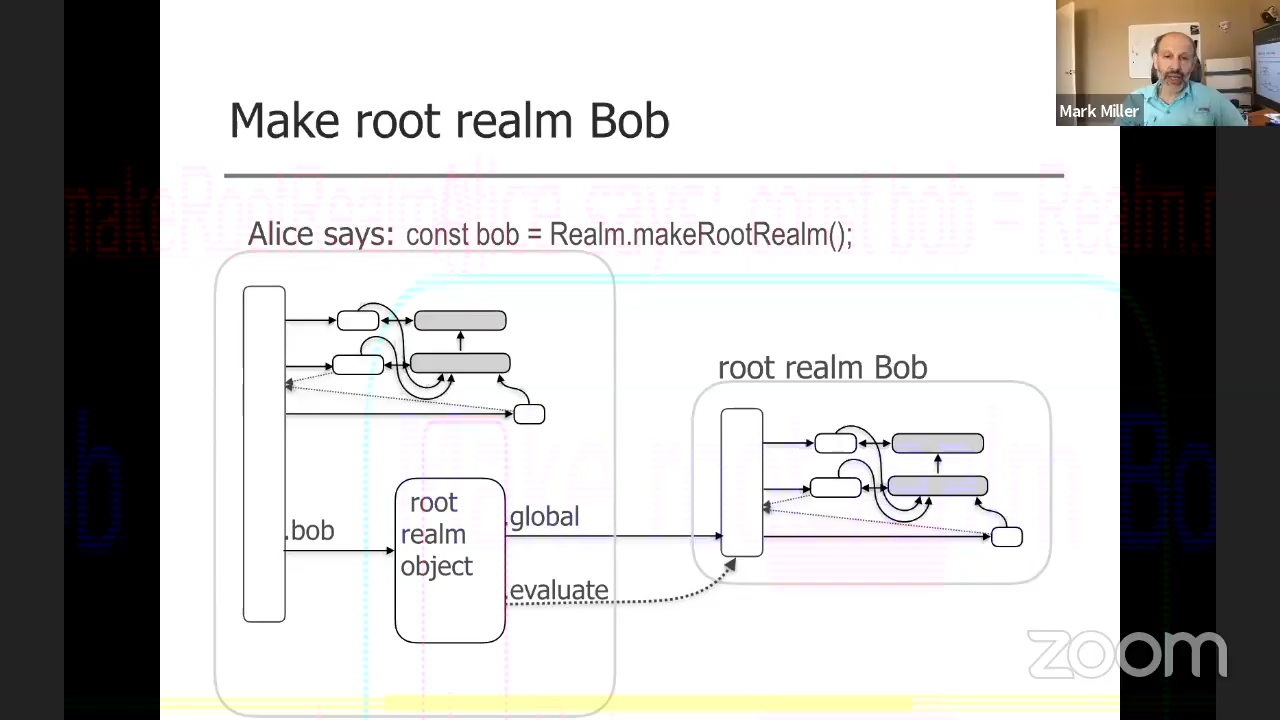 Mark Miller
Make root realm Bob
Alice says: const bob = Realm.makeRootRealm();
root realm Bob
root
realm
object
.bob
.global
.evaluate
zoom